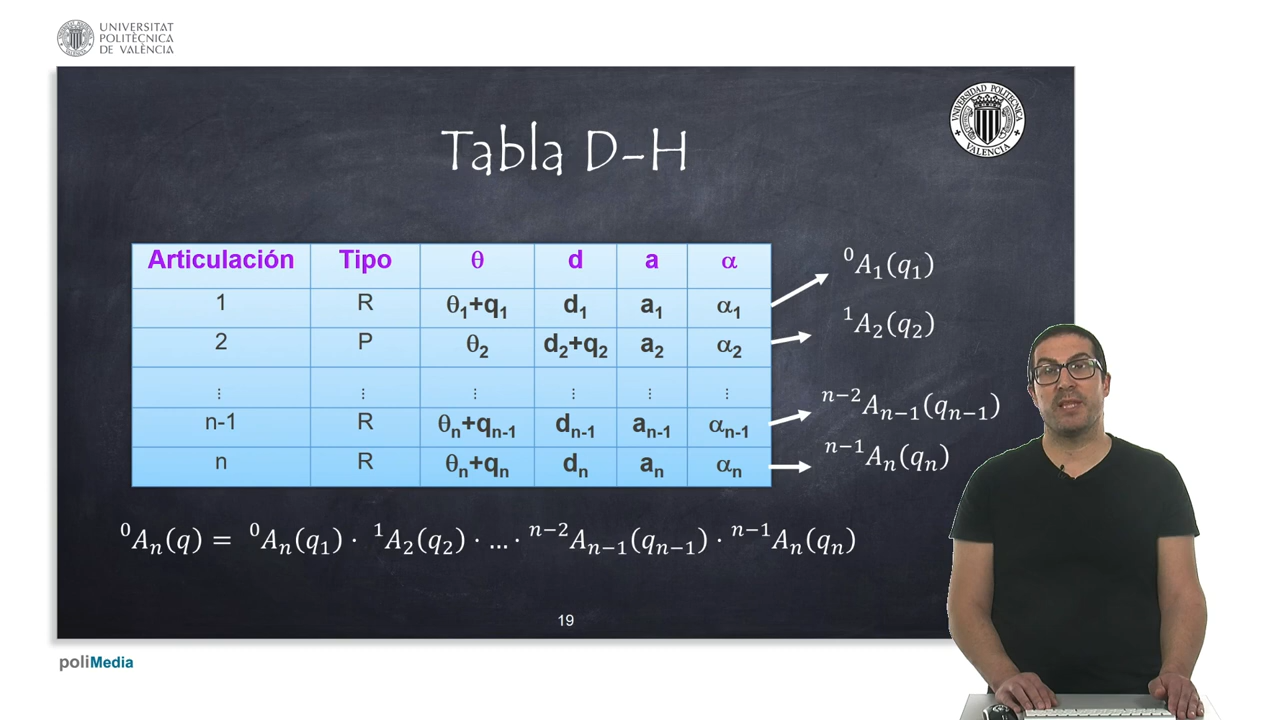 UNIVERSITAT
POLITÈCNICA
DE VALÈNCIA
UNIVERSIDAD POLITECNICA
VALENCIA
Tabla D-H
Articulación Tipo θ d a α
1 R θ₁+q₁ d₁ a₁ α₁
⁰A₁(q₁)
2 P θ₂ d₂+q₂ a₂ α₂
¹A₂(q₂)
⋮ ⋮ ⋮ ⋮ ⋮ ⋮
n-1 R θₙ+qₙ₋₁ dₙ₋₁ aₙ₋₁ αₙ₋₁
ⁿ⁻²Aₙ₋₁(qₙ₋₁)
n R θₙ+qₙ dₙ aₙ αₙ
ⁿ⁻¹Aₙ(qₙ)
⁰Aₙ(q) = ⁰Aₙ(q₁) · ¹A₂(q₂) · … · ⁿ⁻²Aₙ₋₁(qₙ₋₁) · ⁿ⁻¹Aₙ(qₙ)
19
poliMedia